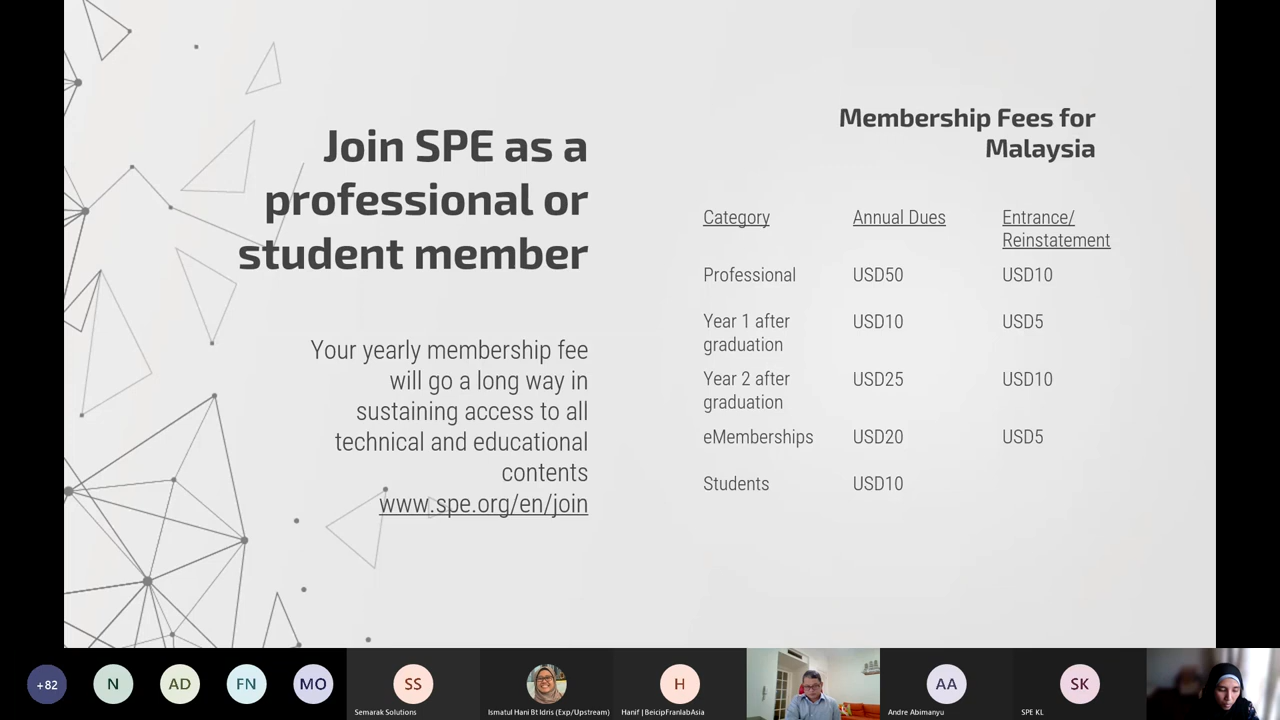 Join SPE as a
professional or
student member
Your yearly membership fee
will go a long way in
sustaining access to all
technical and educational
contents
www.spe.org/en/join
Membership Fees for
Malaysia
Category Annual Dues Entrance/
Reinstatement
Professional USD50 USD10
Year 1 after USD10 USD5
graduation
Year 2 after USD25 USD10
graduation
eMemberships USD20 USD5
Students USD10
+82 N AD FN MO SS H AA SK
Semarak Solutions Ismatul Hani Bt Idris (Exp/Upstream) Hanif | BeicipFranlabAsia Andre Abimanyu SPE KL